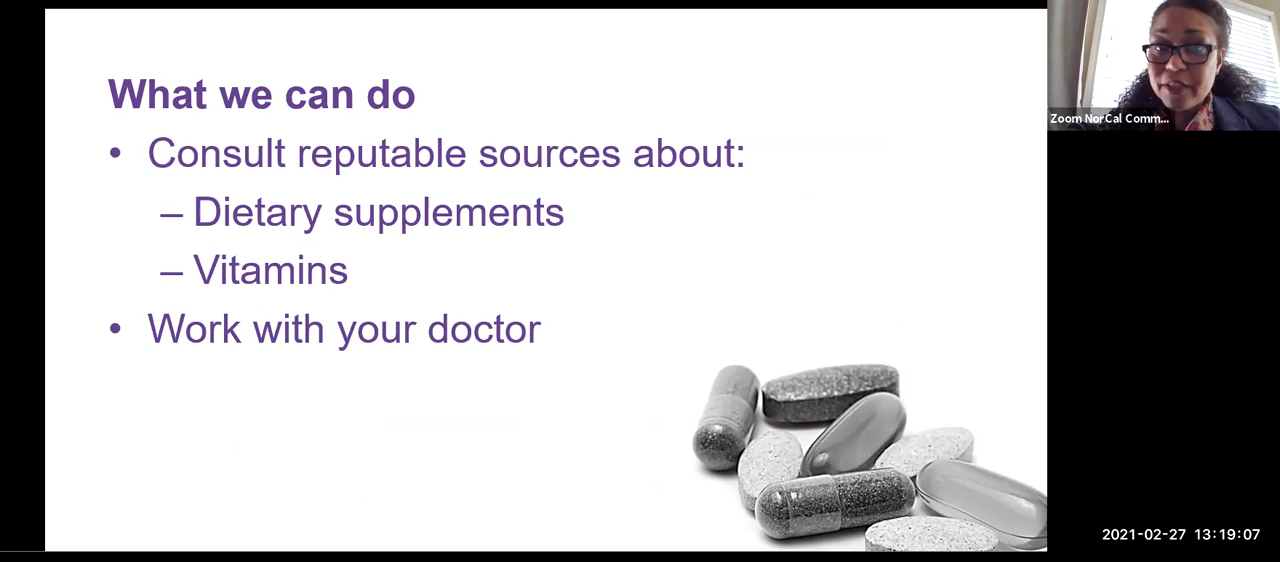 What we can do
• Consult reputable sources about:
– Dietary supplements
– Vitamins
• Work with your doctor
Zoom NorCal Comm...
2021-02-27 13:19:07